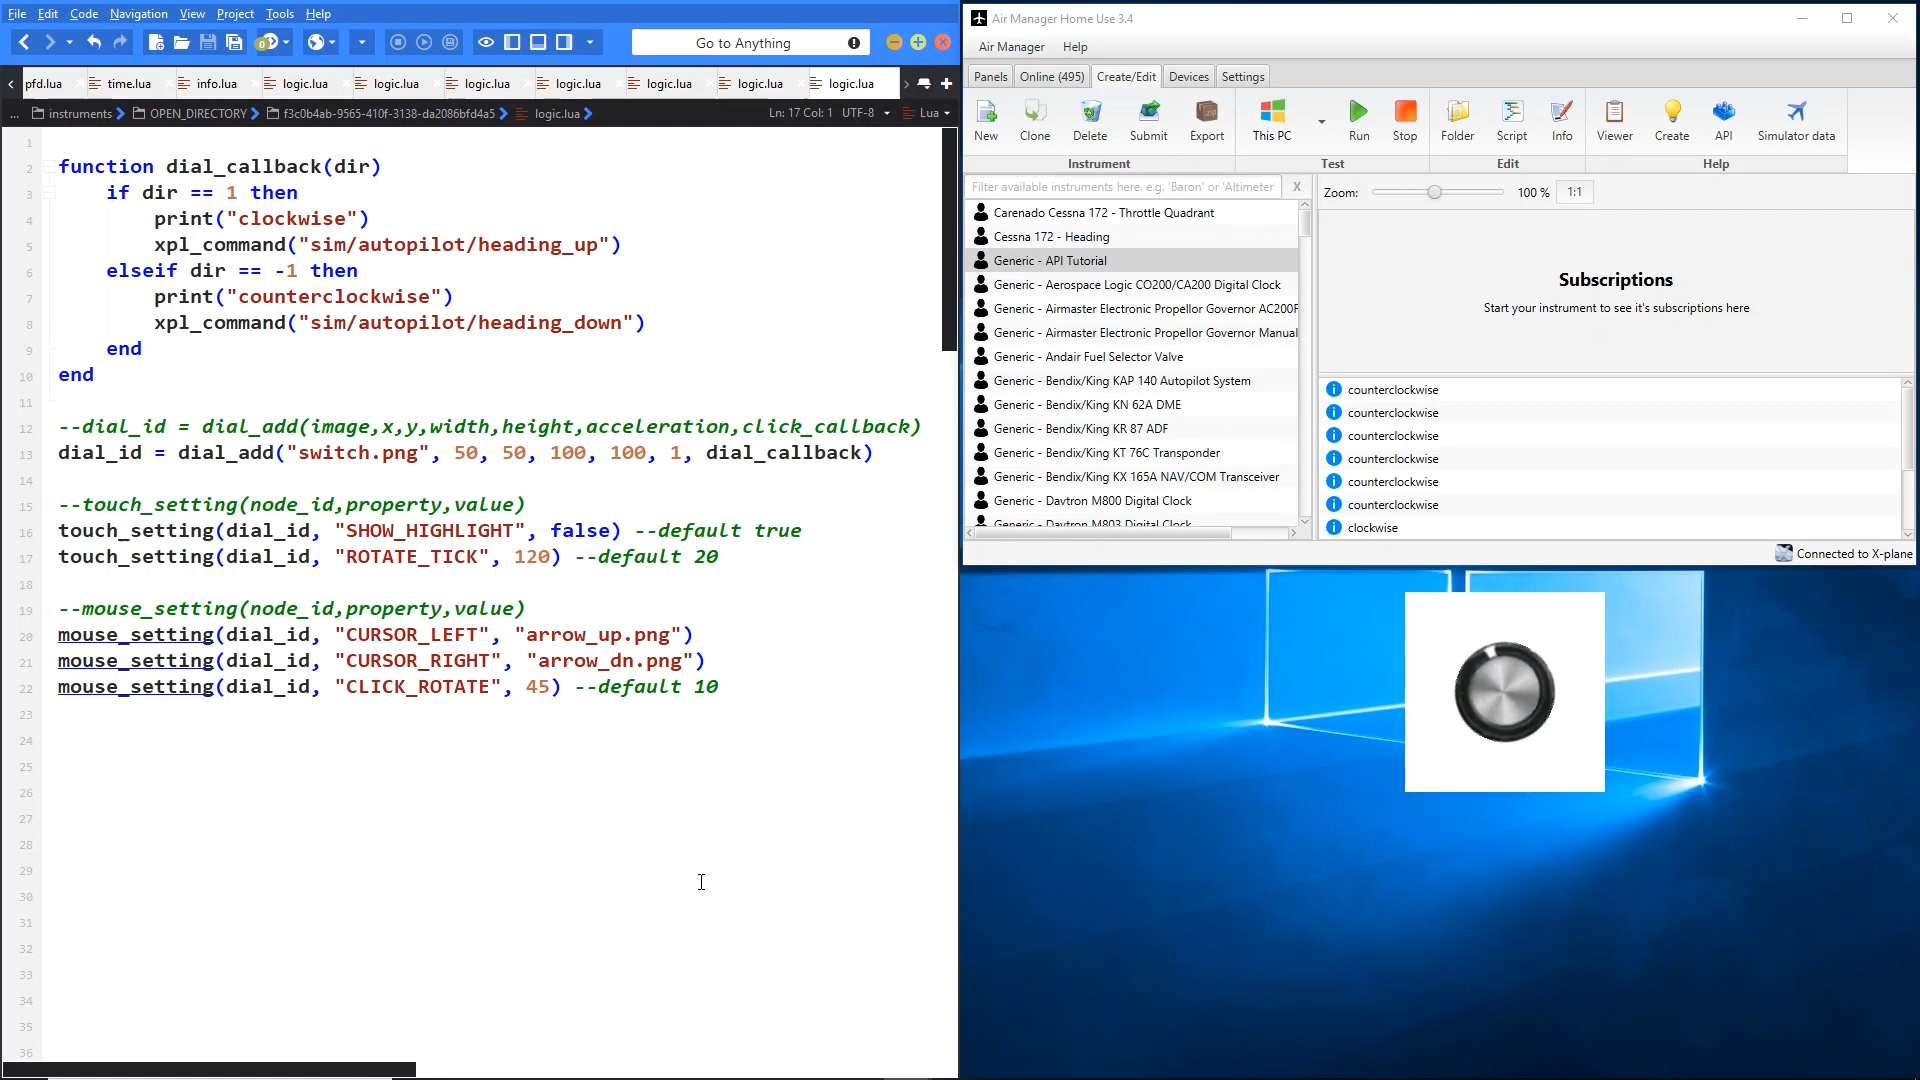 File Edit Code Navigation View Project Tools Help
Go to Anything
pfd.lua time.lua info.lua logic.lua logic.lua logic.lua logic.lua logic.lua logic.lua logic.lua
... instruments OPEN_DIRECTORY f3c0b4ab-9565-410f-3138-da2086bfd4a5 logic.lua Ln: 17 Col: 1 UTF-8 Lua
1
2 function dial_callback(dir)
3 if dir == 1 then
4 print("clockwise")
5 xpl_command("sim/autopilot/heading_up")
6 elseif dir == -1 then
7 print("counterclockwise")
8 xpl_command("sim/autopilot/heading_down")
9 end
10 end
11
12 --dial_id = dial_add(image,x,y,width,height,acceleration,click_callback)
13 dial_id = dial_add("switch.png", 50, 50, 100, 100, 1, dial_callback)
14
15 --touch_setting(node_id,property,value)
16 touch_setting(dial_id, "SHOW_HIGHLIGHT", false) --default true
17 touch_setting(dial_id, "ROTATE_TICK", 120) --default 20
18
19 --mouse_setting(node_id,property,value)
20 mouse_setting(dial_id, "CURSOR_LEFT", "arrow_up.png")
21 mouse_setting(dial_id, "CURSOR_RIGHT", "arrow_dn.png")
22 mouse_setting(dial_id, "CLICK_ROTATE", 45) --default 10
23
24
25
26
27
28
29
30
31
32
33
34
35
36
Air Manager Home Use 3.4
Air Manager Help
Panels Online (495) Create/Edit Devices Settings
New Clone Delete Submit Export This PC Run Stop Folder Script Info Viewer Create API Simulator data
Instrument Test Edit Help
Filter available instruments here. e.g. 'Baron' or 'Altimeter X
Carenado Cessna 172 - Throttle Quadrant
Cessna 172 - Heading
Generic - API Tutorial
Generic - Aerospace Logic CO200/CA200 Digital Clock
Generic - Airmaster Electronic Propellor Governor AC200F
Generic - Airmaster Electronic Propellor Governor Manual
Generic - Andair Fuel Selector Valve
Generic - Bendix/King KAP 140 Autopilot System
Generic - Bendix/King KN 62A DME
Generic - Bendix/King KR 87 ADF
Generic - Bendix/King KT 76C Transponder
Generic - Bendix/King KX 165A NAV/COM Transceiver
Generic - Davtron M800 Digital Clock
Generic - Davtron M803 Digital Clock
Zoom: 100 % 1:1
Subscriptions
Start your instrument to see it's subscriptions here
counterclockwise
counterclockwise
counterclockwise
counterclockwise
counterclockwise
counterclockwise
clockwise
Connected to X-plane